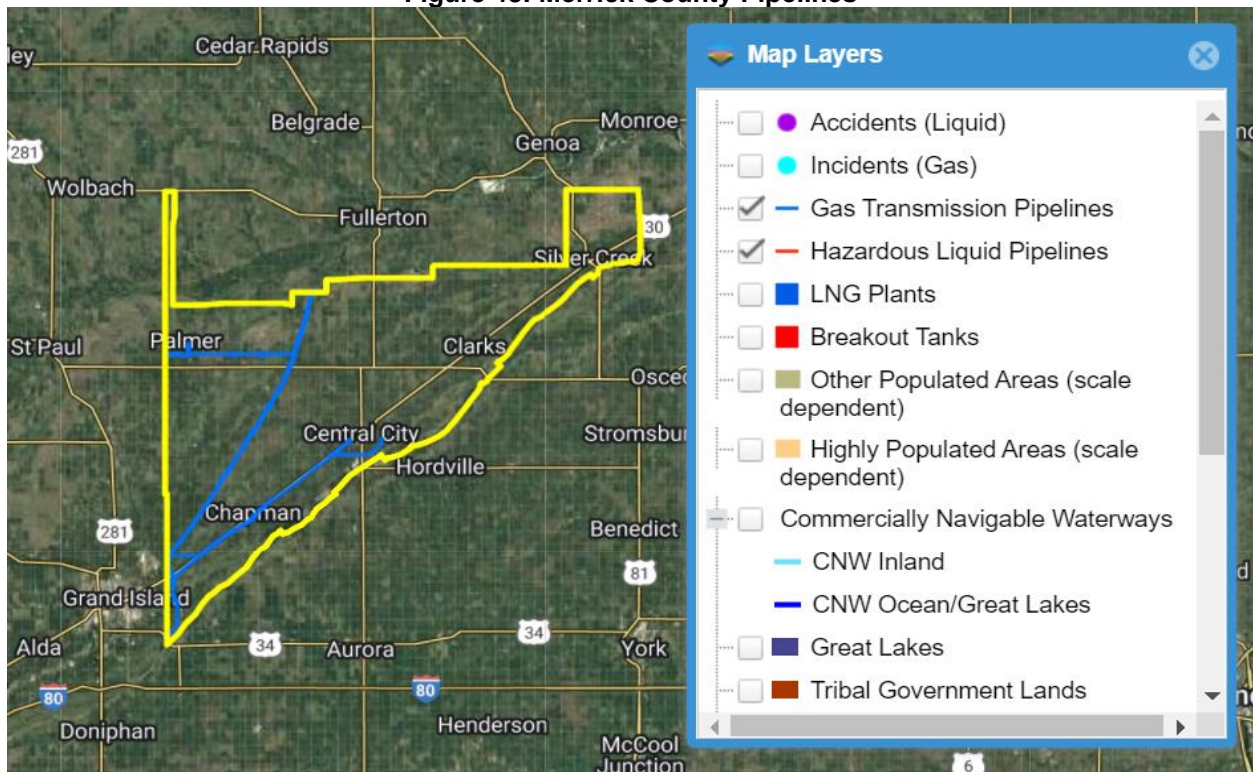 Cedar Rapids
Belgrade
Monroe
Genoa
281
Wolbach
Fullerton
30
Silver Creek
St Paul
Palmer
Clarks
Central City
Stromsbu
Hordville
Chapman
281
Benedict
81
Grand Island
Alda
34
Aurora
34
York
80
80
Doniphan
Henderson
McCool
Junction
6
Map Layers
Accidents (Liquid)
Incidents (Gas)
Gas Transmission Pipelines
Hazardous Liquid Pipelines
LNG Plants
Breakout Tanks
Other Populated Areas (scale
dependent)
Highly Populated Areas (scale
dependent)
Commercially Navigable Waterways
CNW Inland
CNW Ocean/Great Lakes
Great Lakes
Tribal Government Lands